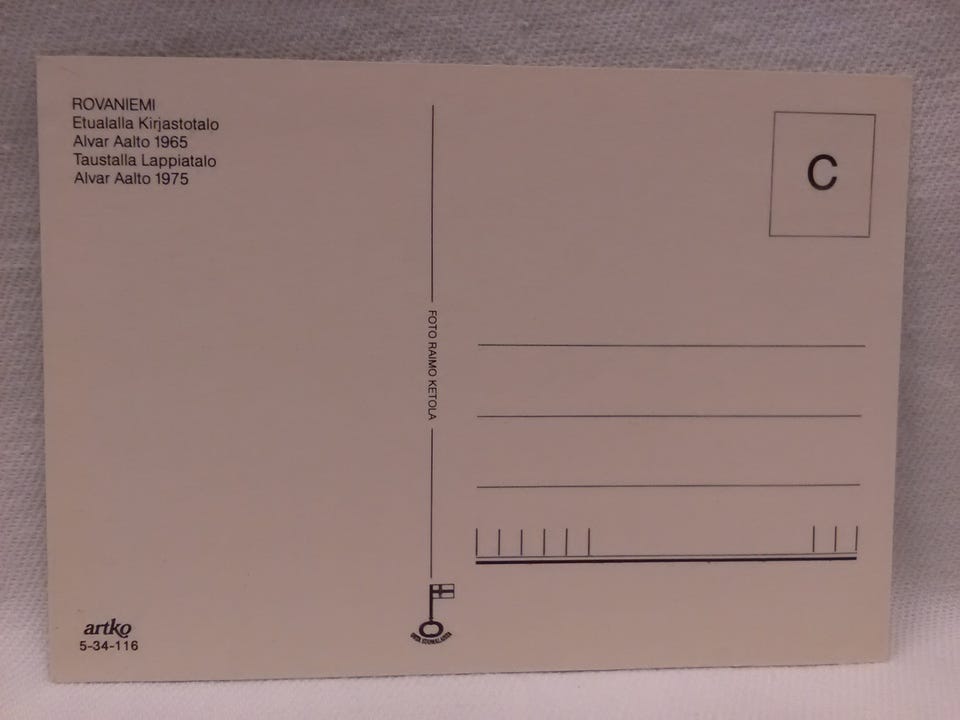 ROVANIEMI
Etualalla Kirjastotalo
Alvar Aalto 1965
Taustalla Lappiatalo
Alvar Aalto 1975
C
FOTO RAIMO KETOLA
artko
5-34-116